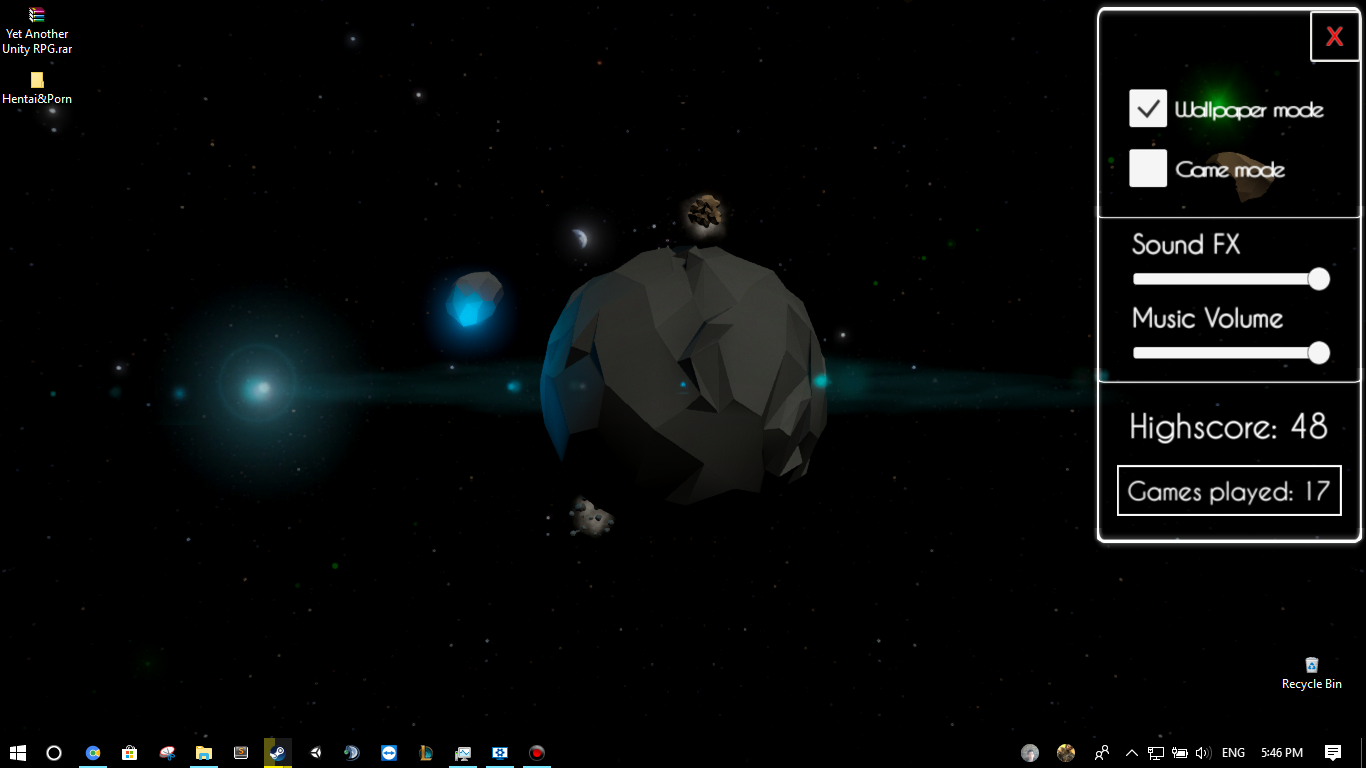 Yet Another
Unity RPG.rar
Hentai&Porn
X
Wallpaper mode
Game mode
Sound FX
Music Volume
Highscore: 48
Games played: 17
Recycle Bin
ENG
5:46 PM